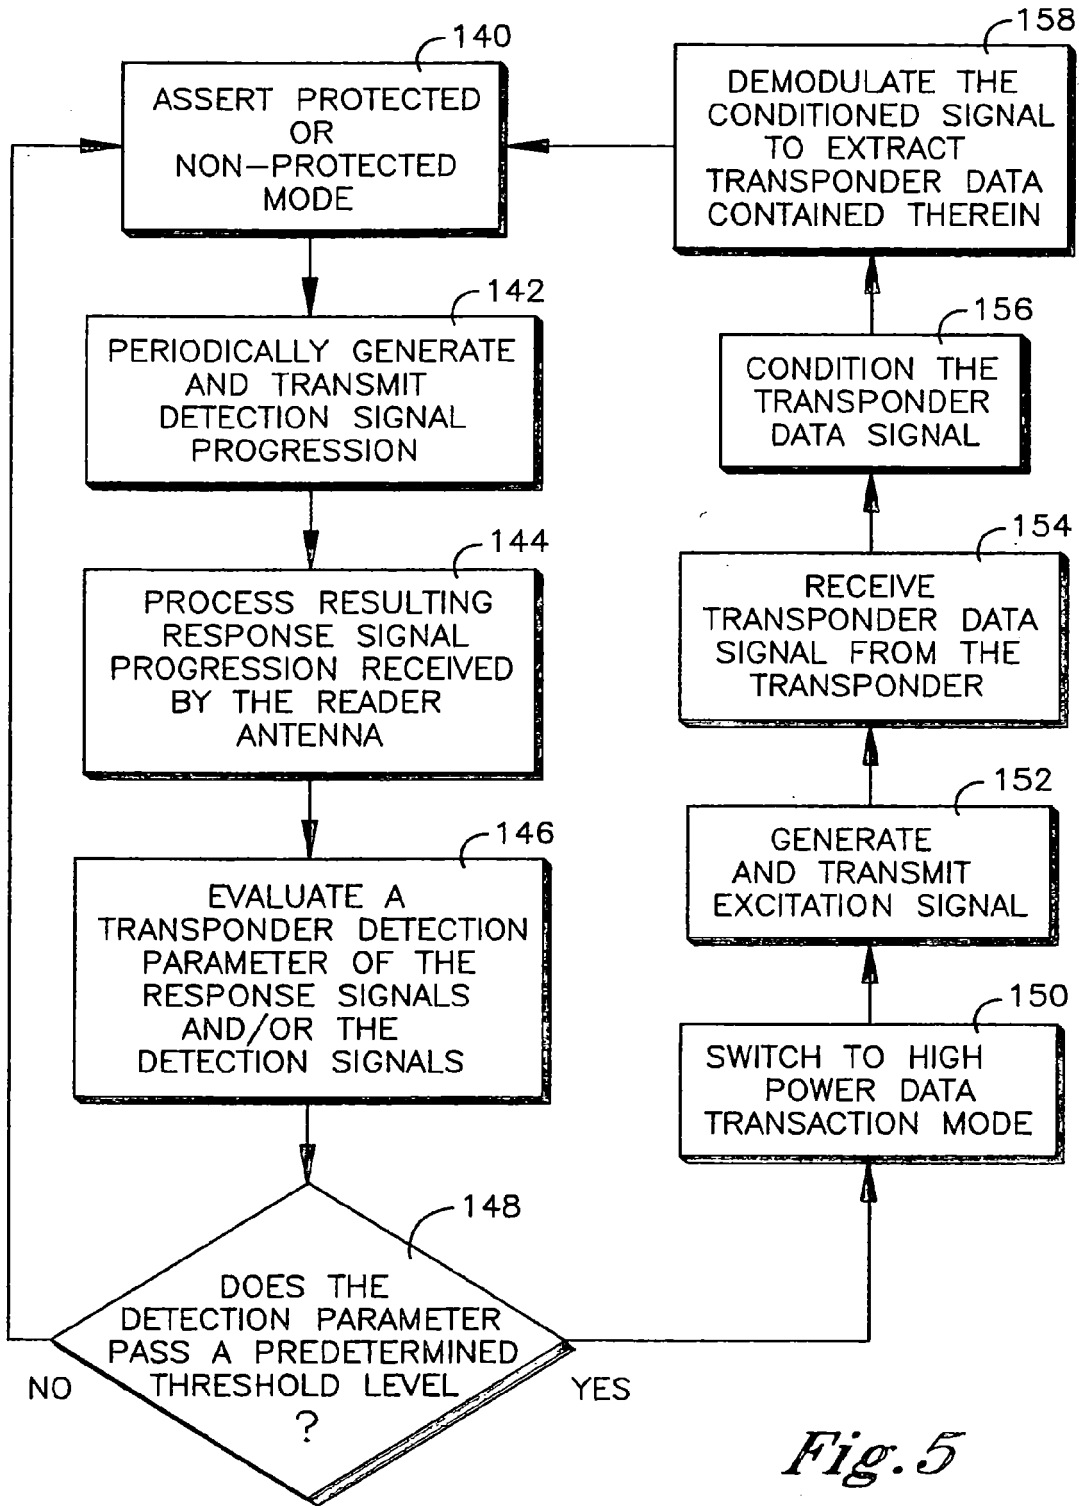 140
ASSERT PROTECTED
OR
NON-PROTECTED
MODE
142
PERIODICALLY GENERATE
AND TRANSMIT
DETECTION SIGNAL
PROGRESSION
144
PROCESS RESULTING
RESPONSE SIGNAL
PROGRESSION RECEIVED
BY THE READER
ANTENNA
146
EVALUATE A
TRANSPONDER DETECTION
PARAMETER OF THE
RESPONSE SIGNALS
AND/OR THE
DETECTION SIGNALS
148
DOES THE
DETECTION PARAMETER
PASS A PREDETERMINED
THRESHOLD LEVEL
?
NO
YES
150
SWITCH TO HIGH
POWER DATA
TRANSACTION MODE
152
GENERATE
AND TRANSMIT
EXCITATION SIGNAL
154
RECEIVE
TRANSPONDER DATA
SIGNAL FROM THE
TRANSPONDER
156
CONDITION THE
TRANSPONDER
DATA SIGNAL
158
DEMODULATE THE
CONDITIONED SIGNAL
TO EXTRACT
TRANSPONDER DATA
CONTAINED THEREIN
Fig. 5